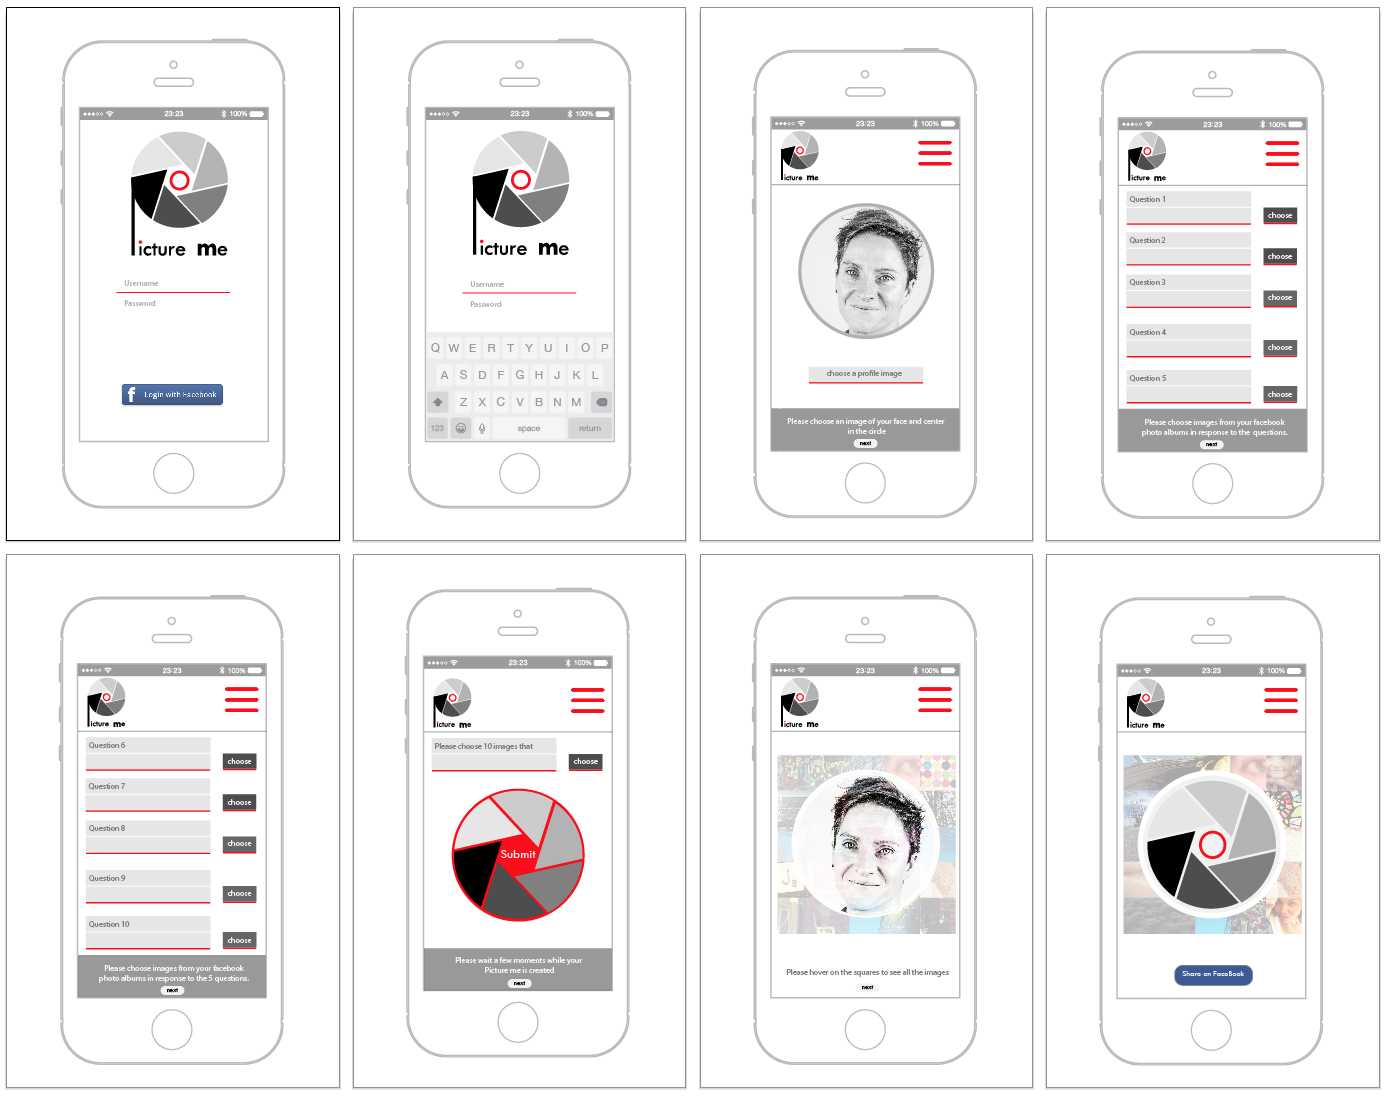 23:23
100%
icture me
Username
Password
f Login with Facebook
23:23
100%
icture me
Username
Password
Q W E R T Y U I O P
A S D F G H J K L
Z X C V B N M
123 space return
23:23
100%
icture me
choose a profile image
Please choose an image of your face and center
in the circle
next
23:23
100%
icture me
Question 1
choose
Question 2
choose
Question 3
choose
Question 4
choose
Question 5
choose
Please choose images from your facebook
photo albums in response to the questions.
next
23:23
100%
icture me
Question 6
choose
Question 7
choose
Question 8
choose
Question 9
choose
Question 10
choose
Please choose images from your facebook
photo albums in response to the 5 questions.
next
23:23
100%
icture me
Please choose 10 images that
choose
Submit
Please wait a few moments while your
Picture me is created
next
23:23
100%
icture me
Please hover on the squares to see all the images
next
23:23
100%
icture me
Share on FaceBook